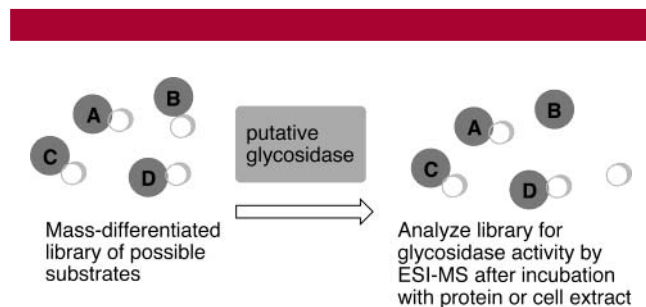 A
B
C
D
putative
glycosidase
Mass-differentiated
library of possible
substrates
A
B
C
D
Analyze library for
glycosidase activity by
ESI-MS after incubation
with protein or cell extract